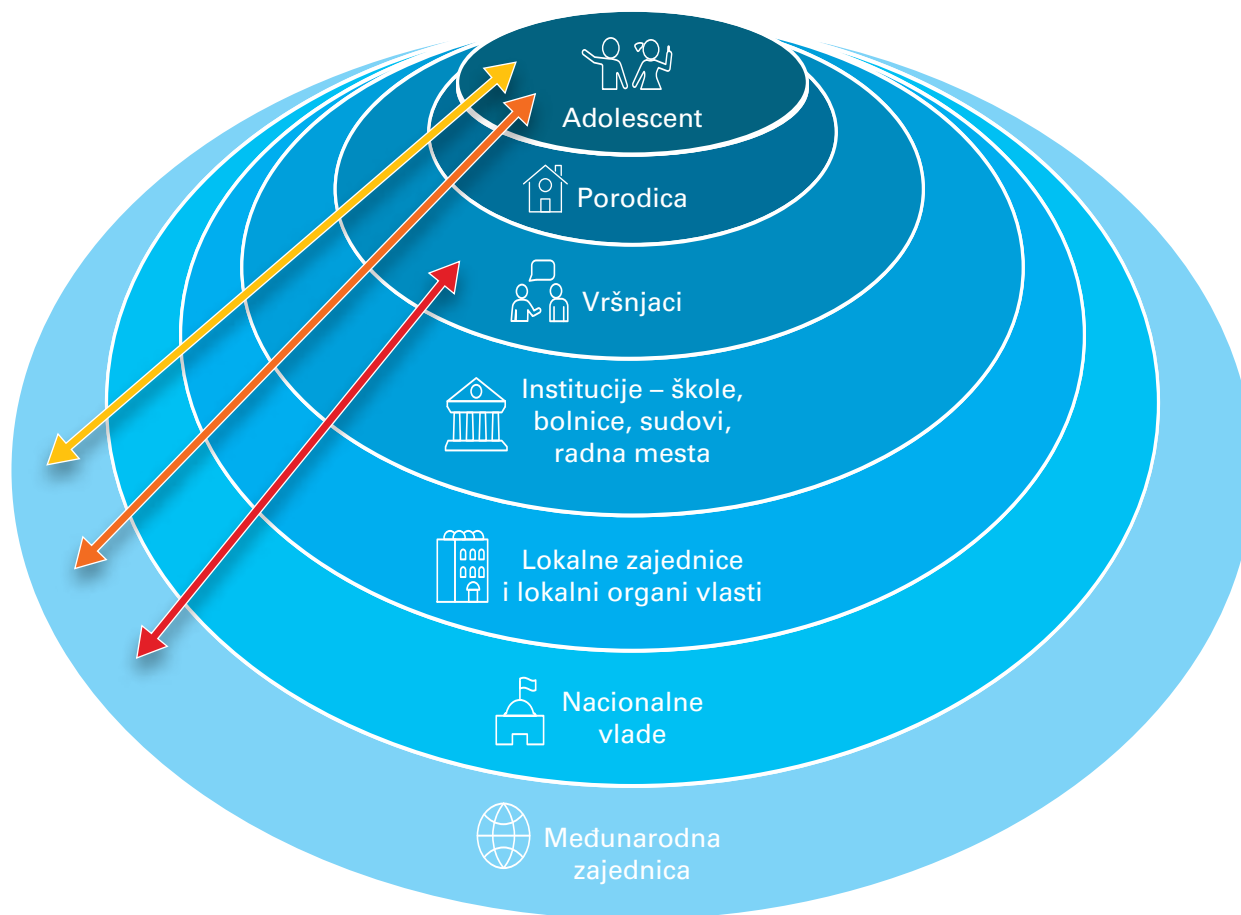 Adolescent
Porodica
Vršnjaci
Institucije – škole,
bolnice, sudovi,
radna mesta
Lokalne zajednice
i lokalni organi vlasti
Nacionalne
vlade
Međunarodna
zajednica